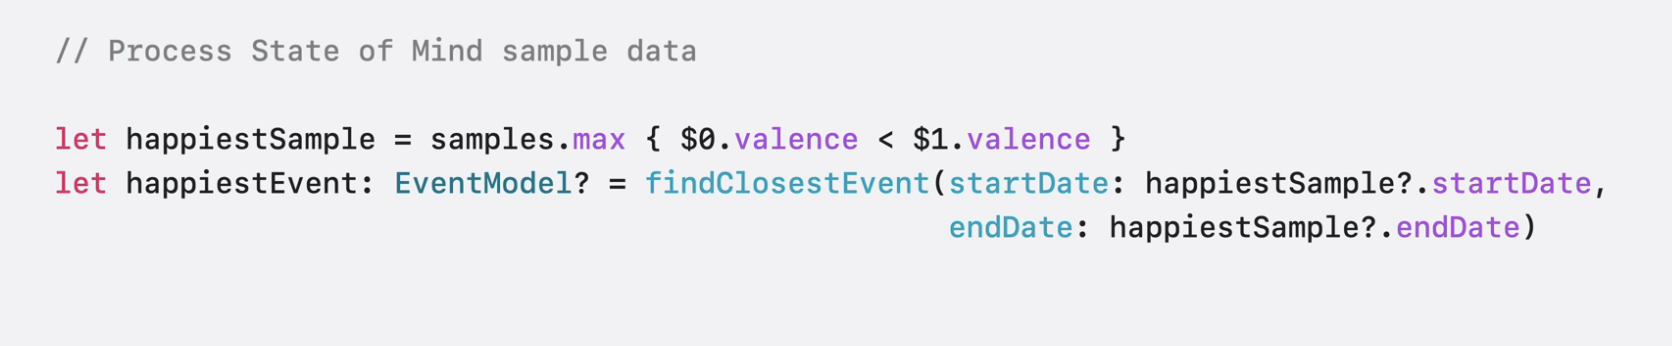 // Process State of Mind sample data
let happiestSample = samples.max { $0.valence < $1.valence }
let happiestEvent: EventModel? = findClosestEvent(startDate: happiestSample?.startDate,
endDate: happiestSample?.endDate)